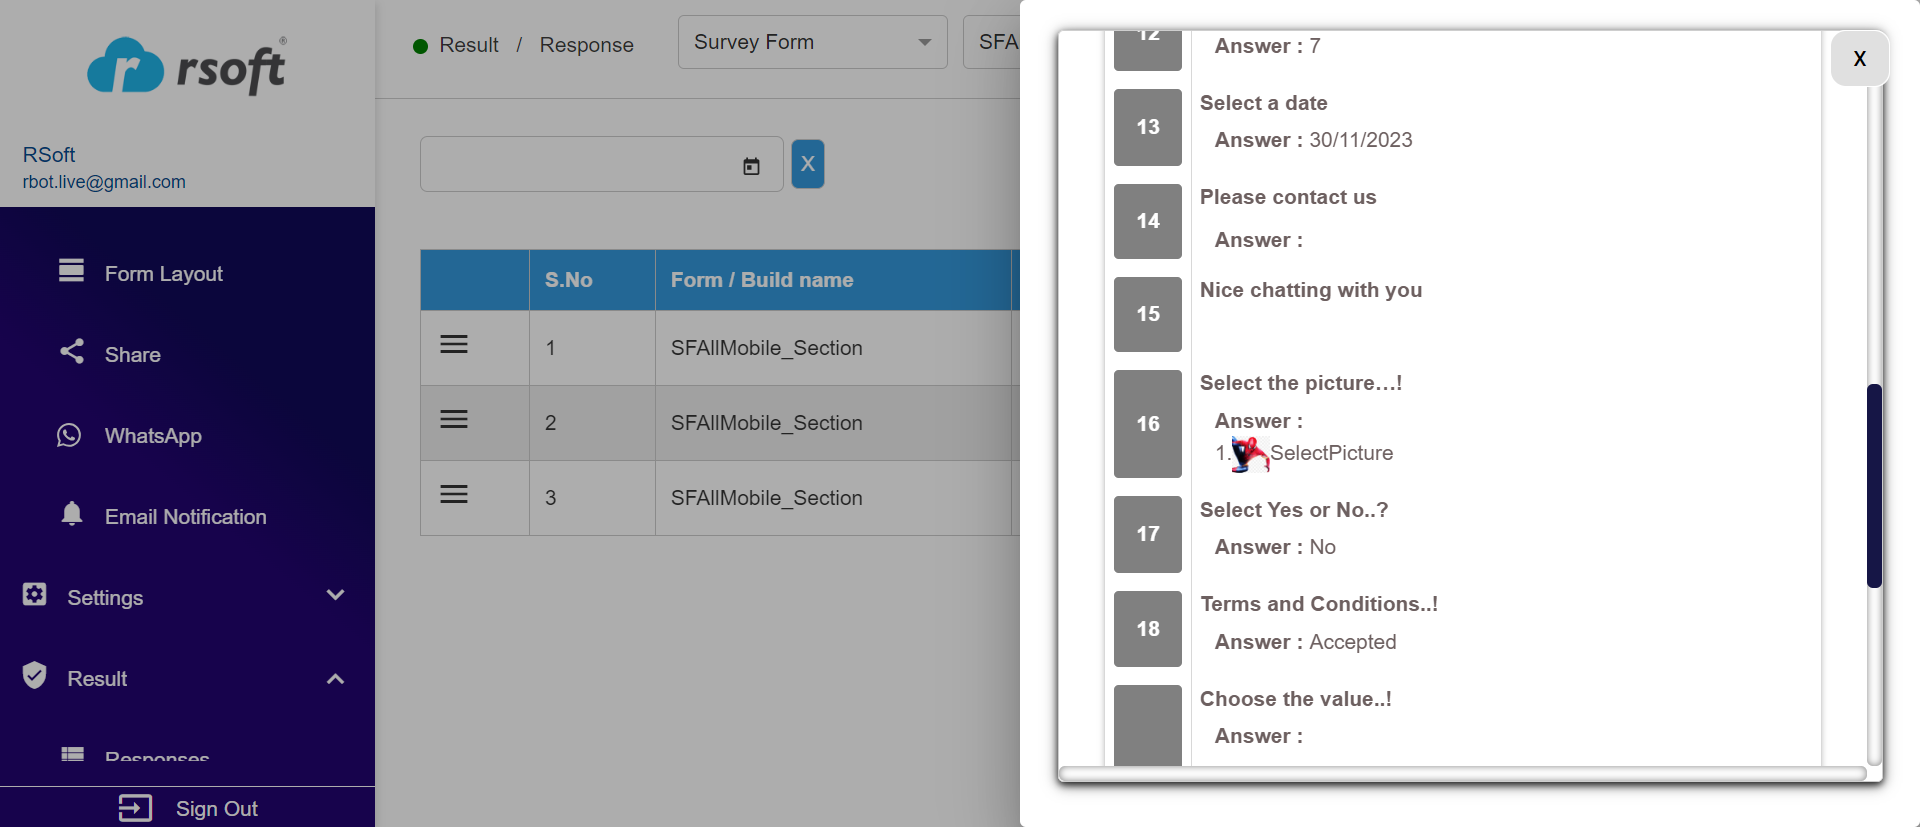 rsoft®
RSoft
rbot.live@gmail.com
Form Layout
Share
WhatsApp
Email Notification
Settings
Result
Responses
Sign Out
Result / Response
Survey Form
SFA
X
S.No Form / Build name
1 SFAllMobile_Section
2 SFAllMobile_Section
3 SFAllMobile_Section
X
12
Answer : 7
13 Select a date
Answer : 30/11/2023
14 Please contact us
Answer :
15 Nice chatting with you
16 Select the picture...!
Answer :
1. SelectPicture
17 Select Yes or No..?
Answer : No
18 Terms and Conditions..!
Answer : Accepted
Choose the value..!
Answer :